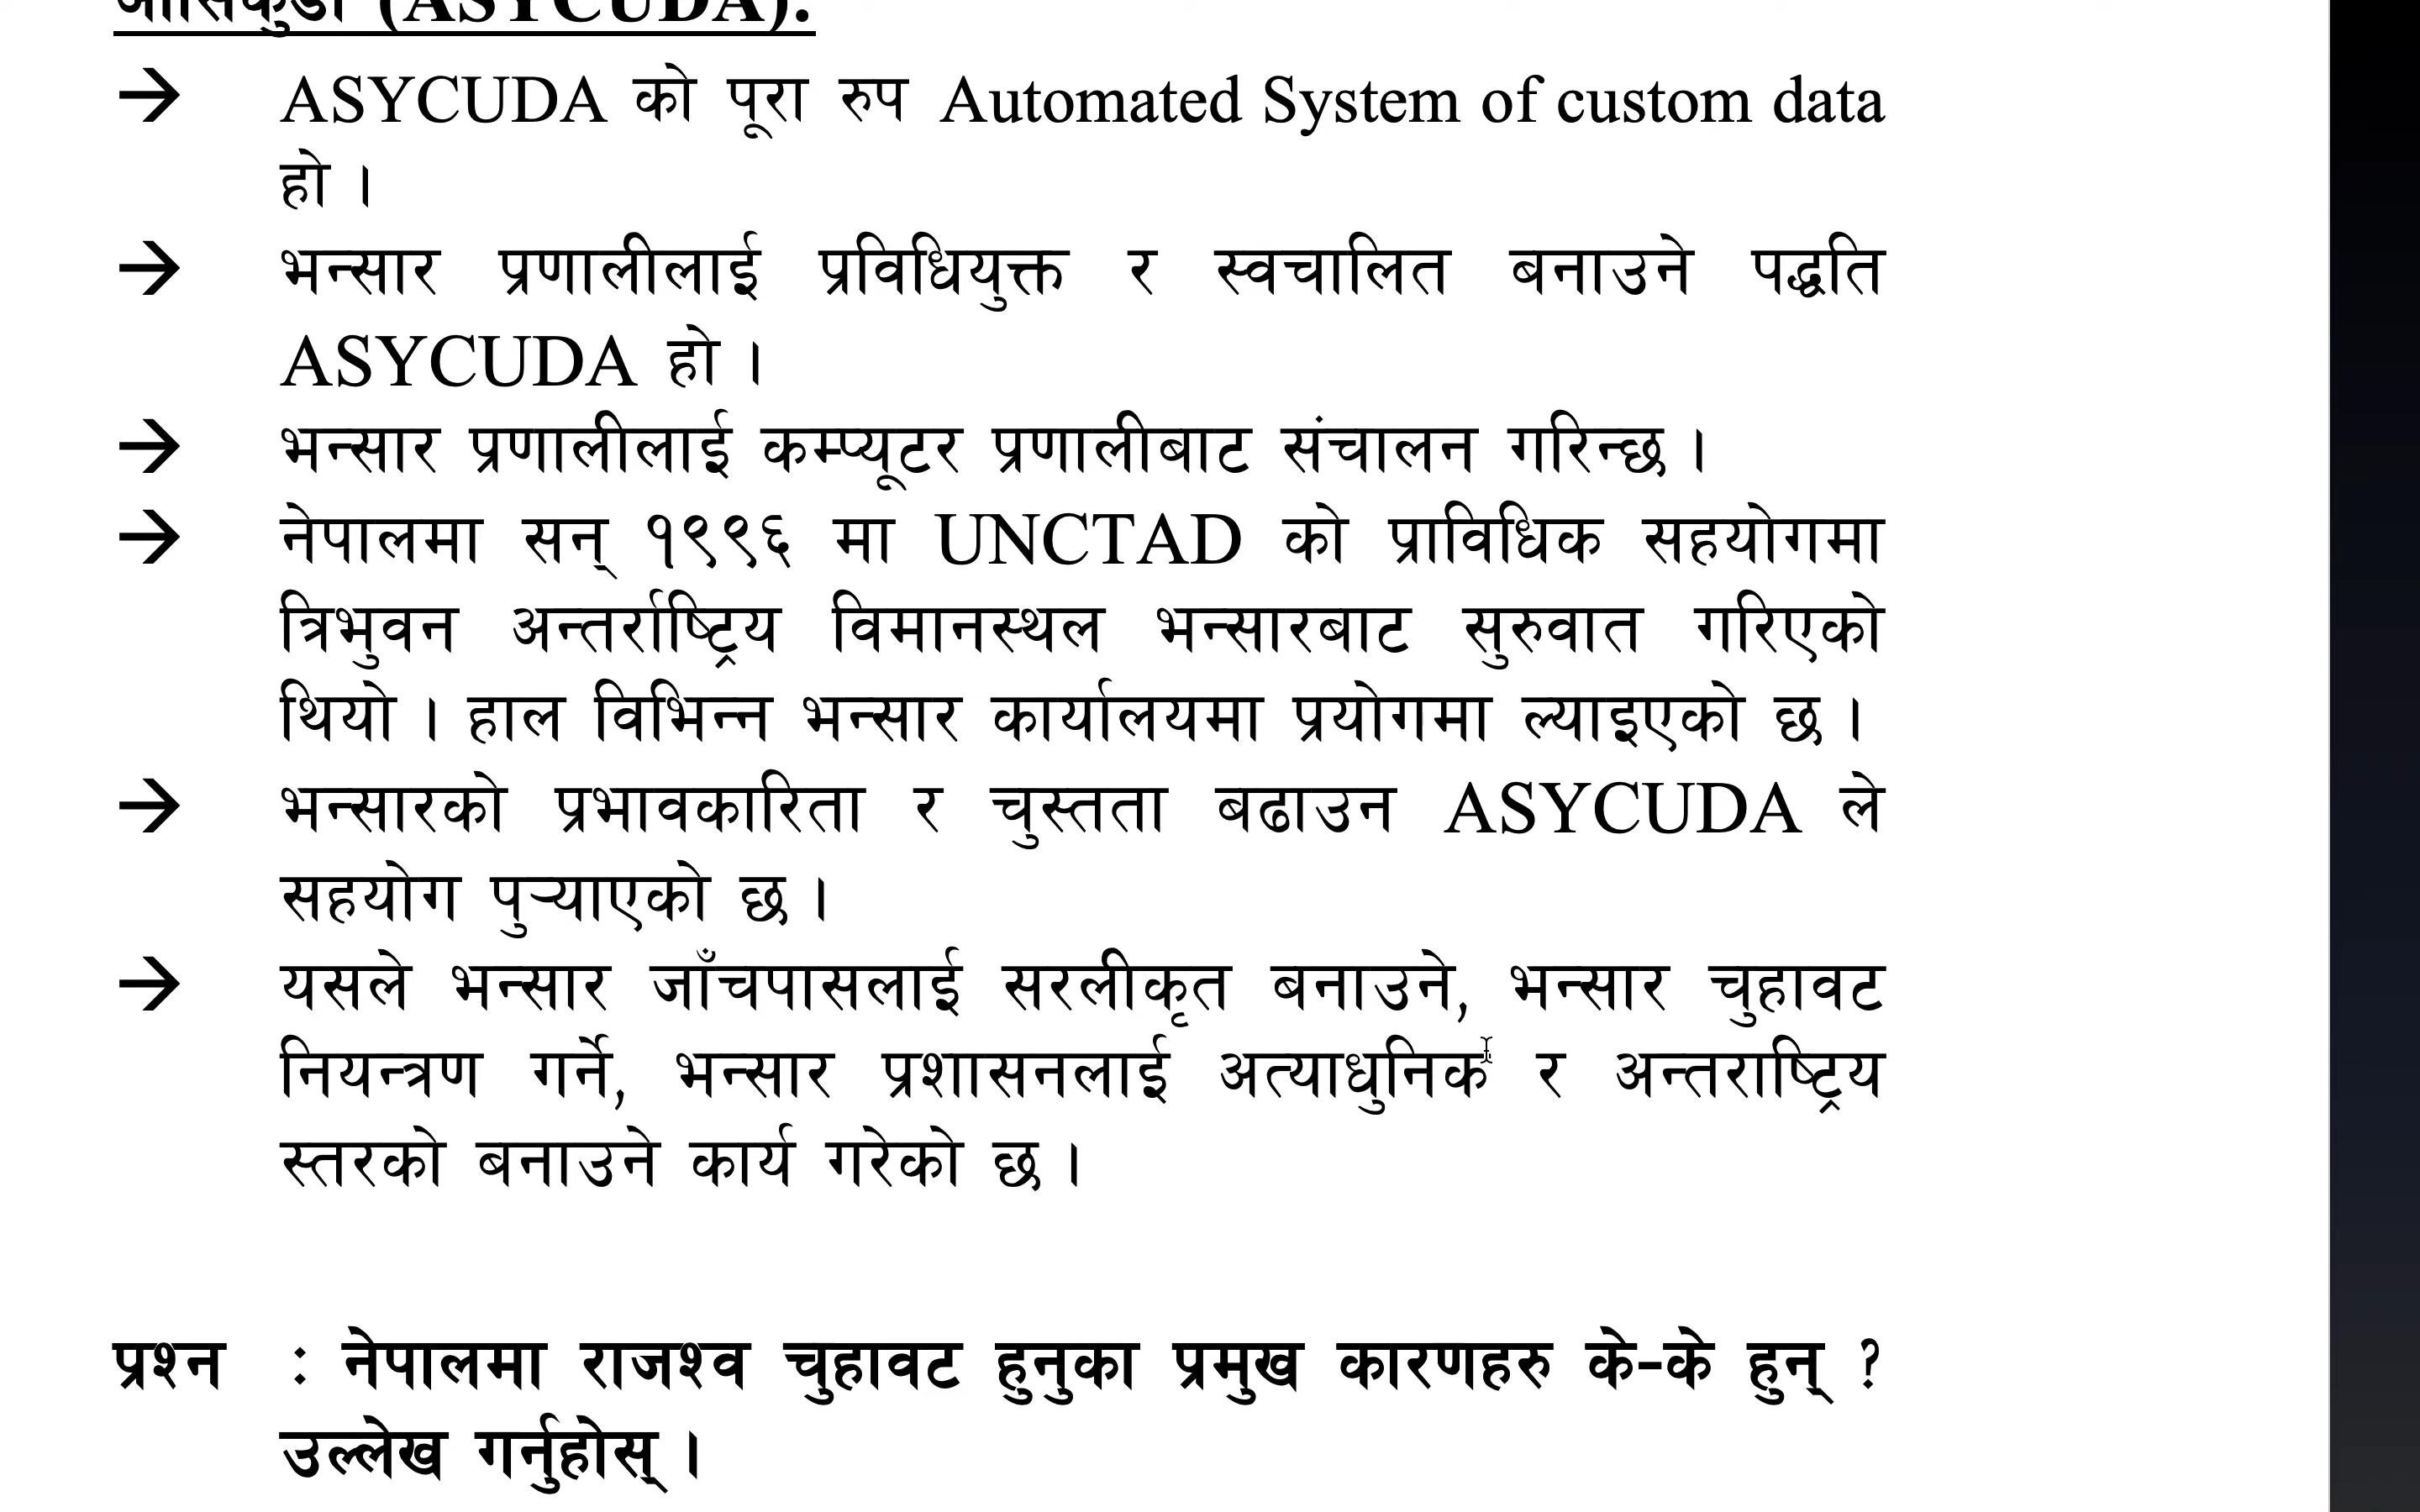 (ASYCUDA).
→ ASYCUDA को पूरा रुप Automated System of custom data
हो ।
→ भन्सार प्रणालीलाई प्रविधियुक्त र स्वचालित बनाउने पद्धति
ASYCUDA हो ।
→ भन्सार प्रणालीलाई कम्प्यूटर प्रणालीबाट संचालन गरिन्छ ।
→ नेपालमा सन् १९९६ मा UNCTAD को प्राविधिक सहयोगमा
त्रिभुवन अन्तर्राष्ट्रिय विमानस्थल भन्सारबाट सुरुवात गरिएको
थियो । हाल विभिन्न भन्सार कार्यालयमा प्रयोगमा ल्याइएको छ ।
→ भन्सारको प्रभावकारिता र चुस्तता बढाउन ASYCUDA ले
सहयोग पुर्‍याएको छ ।
→ यसले भन्सार जाँचपासलाई सरलीकृत बनाउने, भन्सार चुहावट
नियन्त्रण गर्ने, भन्सार प्रशासनलाई अत्याधुनिक र अन्तराष्ट्रिय
स्तरको बनाउने कार्य गरेको छ ।
प्रश्न : नेपालमा राजश्व चुहावट हुनुका प्रमुख कारणहरु के-के हुन् ?
उल्लेख गर्नुहोस् ।